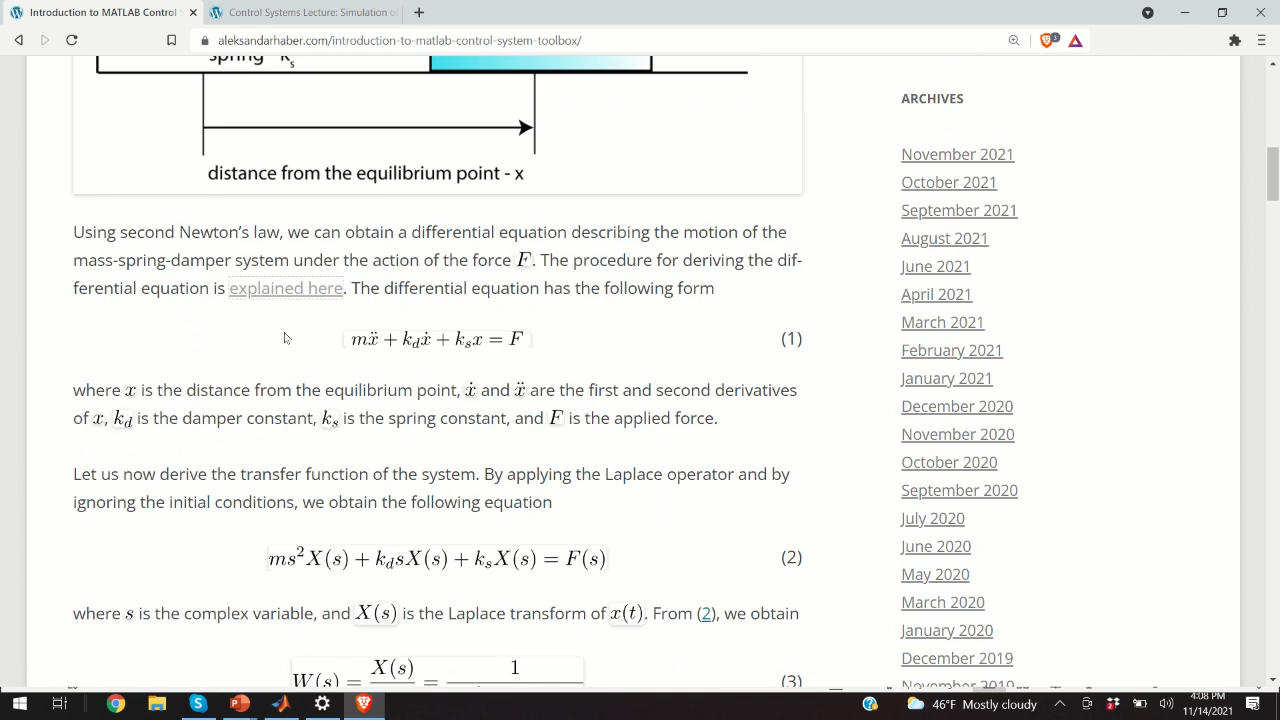 Introduction to MATLAB Control
Control Systems Lecture: Simulation o
aleksandarhaber.com/introduction-to-matlab-control-system-toolbox/
spring - kₛ
distance from the equilibrium point - x
Using second Newton's law, we can obtain a differential equation describing the motion of the
mass-spring-damper system under the action of the force F. The procedure for deriving the dif-
ferential equation is explained here. The differential equation has the following form
mẍ + k_dẋ + k_sx = F (1)
where x is the distance from the equilibrium point, ẋ and ẍ are the first and second derivatives
of x, k_d is the damper constant, k_s is the spring constant, and F is the applied force.
Let us now derive the transfer function of the system. By applying the Laplace operator and by
ignoring the initial conditions, we obtain the following equation
ms²X(s) + k_dsX(s) + k_sX(s) = F(s) (2)
where s is the complex variable, and X(s) is the Laplace transform of x(t). From (2), we obtain
W(s) = X(s) = 1 (3)
ARCHIVES
November 2021
October 2021
September 2021
August 2021
June 2021
April 2021
March 2021
February 2021
January 2021
December 2020
November 2020
October 2020
September 2020
July 2020
June 2020
May 2020
March 2020
January 2020
December 2019
November 2019
46°F Mostly cloudy
4:08 PM
11/14/2021